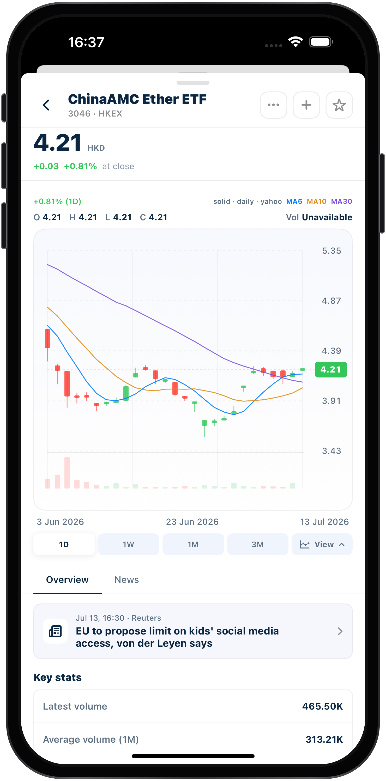 16:37
ChinaAMC Ether ETF
3046 · HKEX
4.21 HKD
+0.03 +0.81% at close
+0.81% (1D) solid · daily · yahoo MA6 MA10 MA30
O 4.21 H 4.21 L 4.21 C 4.21 Vol Unavailable
5.35
4.87
4.39
4.21
3.91
3.43
3 Jun 2026 23 Jun 2026 13 Jul 2026
1D 1W 1M 3M View
Overview News
Jul 13, 16:30 · Reuters
EU to propose limit on kids' social media
access, von der Leyen says
Key stats
Latest volume 465.50K
Average volume (1M) 313.21K